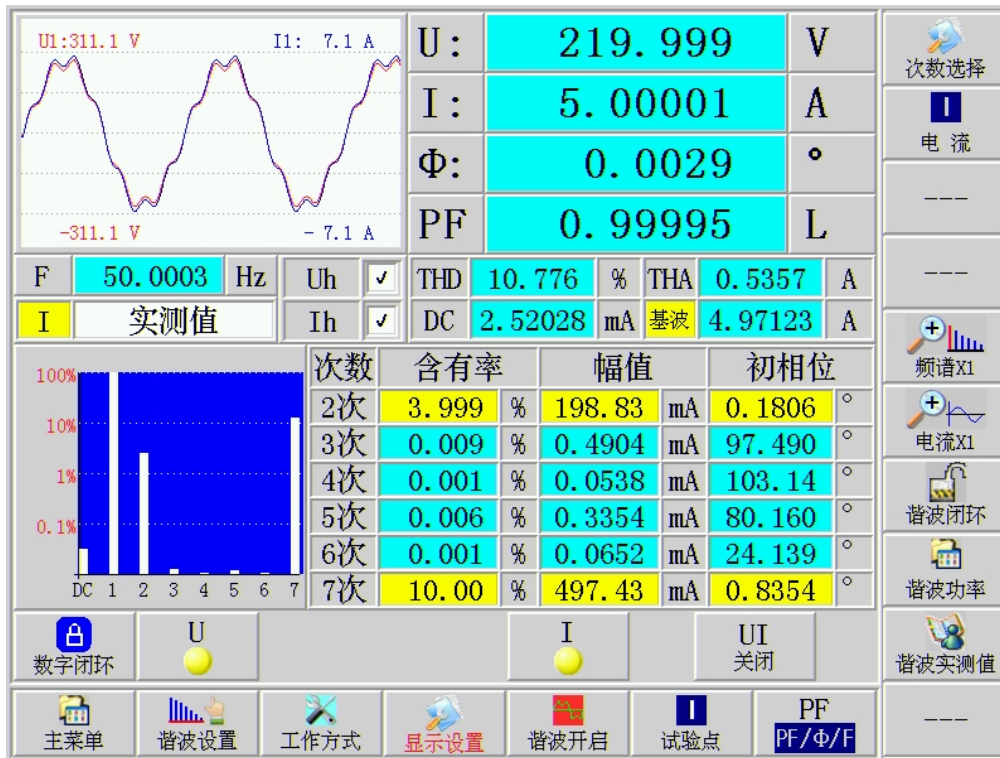 U1:311.1 V I1: 7.1 A
-311.1 V - 7.1 A
U: 219.999 V
I: 5.00001 A
Φ: 0.0029 °
PF 0.99995 L
F 50.0003 Hz Uh ✓ THD 10.776 % THA 0.5357 A
I 实测值 Ih ✓ DC 2.52028 mA 基波 4.97123 A
100%
10%
1%
0.1%
DC 1 2 3 4 5 6 7
次数 含有率 幅值 初相位
2次 3.999 % 198.83 mA 0.1806 °
3次 0.009 % 0.4904 mA 97.490 °
4次 0.001 % 0.0538 mA 103.14 °
5次 0.006 % 0.3354 mA 80.160 °
6次 0.001 % 0.0652 mA 24.139 °
7次 10.00 % 497.43 mA 0.8354 °
数字闭环 U I UI
关闭
主菜单 谐波设置 工作方式 显示设置 谐波开启 I 试验点 PF
PF/Φ/F
次数选择
I
电 流
---
---
频谱X1
电流X1
谐波闭环
谐波功率
谐波实测值
---